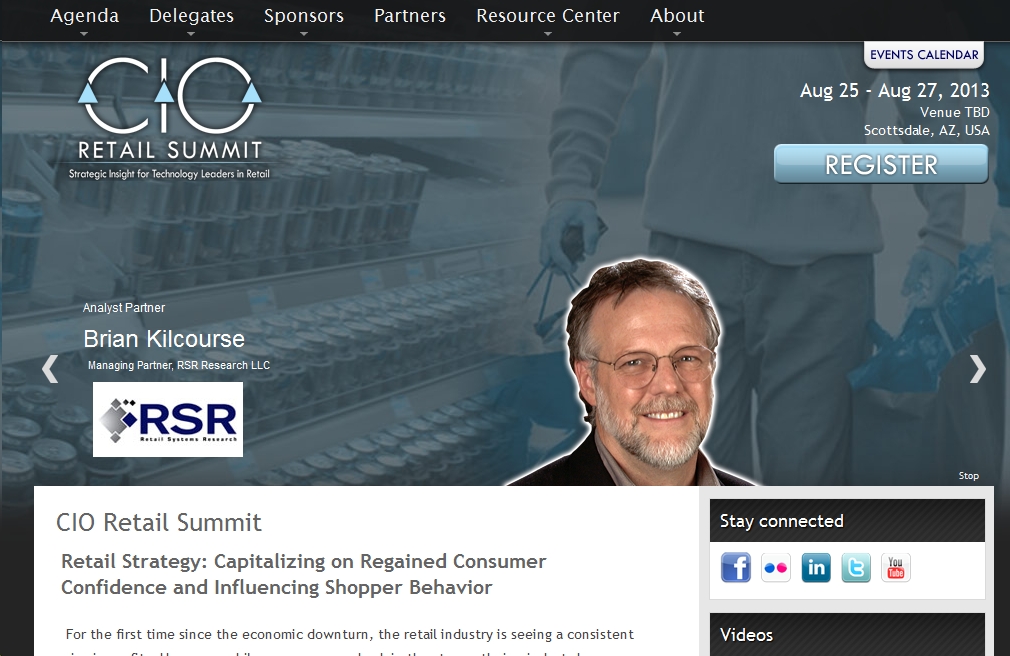 Agenda Delegates Sponsors Partners Resource Center About
EVENTS CALENDAR
Aug 25 - Aug 27, 2013
Venue TBD
Scottsdale, AZ, USA
REGISTER
CIO
RETAIL SUMMIT
Strategic Insight for Technology Leaders in Retail
Analyst Partner
Brian Kilcourse
Managing Partner, RSR Research LLC
RSR
Retail Systems Research
Stop
CIO Retail Summit
Retail Strategy: Capitalizing on Regained Consumer
Confidence and Influencing Shopper Behavior
For the first time since the economic downturn, the retail industry is seeing a consistent
Stay connected
f
in
t
You
Tube
Videos